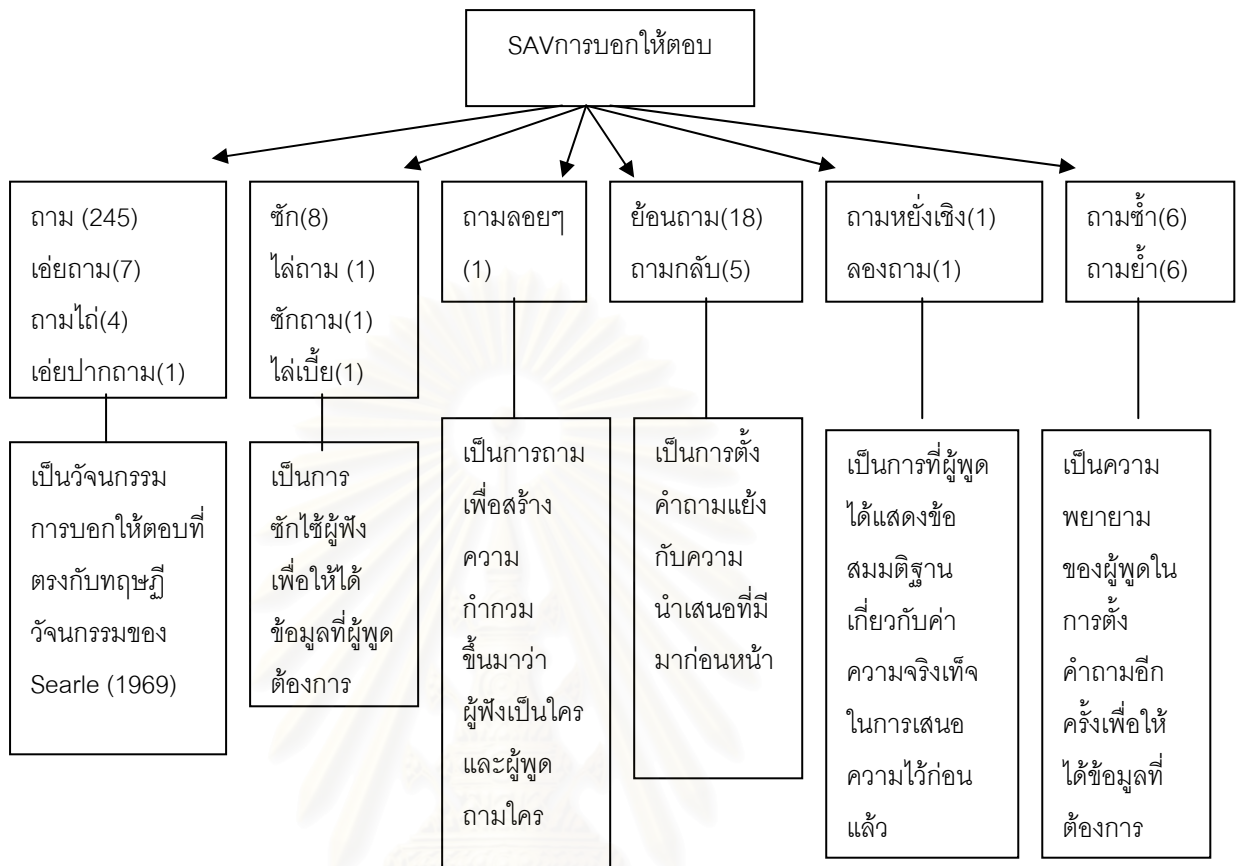 SAVการบอกให้ตอบ
ถาม (245)
เอ่ยถาม(7)
ถามไถ่(4)
เอ่ยปากถาม(1)
ซัก(8)
ไล่ถาม (1)
ซักถาม(1)
ไล่เบี้ย(1)
ถามลอยๆ
(1)
ย้อนถาม(18)
ถามกลับ(5)
ถามหยั่งเชิง(1)
ลองถาม(1)
ถามซ้ำ(6)
ถามย้ำ(6)
เป็นวัจนกรรม
การบอกให้ตอบที่
ตรงกับทฤษฎี
วัจนกรรมของ
Searle (1969)
เป็นการ
ซักไซ้ผู้ฟัง
เพื่อให้ได้
ข้อมูลที่ผู้พูด
ต้องการ
เป็นการถาม
เพื่อสร้าง
ความ
กำกวม
ขึ้นมาว่า
ผู้ฟังเป็นใคร
และผู้พูด
ถามใคร
เป็นการตั้ง
คำถามแย้ง
กับความ
นำเสนอที่มี
มาก่อนหน้า
เป็นการที่ผู้พูด
ได้แสดงข้อ
สมมติฐาน
เกี่ยวกับค่า
ความจริงเท็จ
ในการเสนอ
ความไว้ก่อน
แล้ว
เป็นความ
พยายาม
ของผู้พูดใน
การตั้ง
คำถามอีก
ครั้งเพื่อให้
ได้ข้อมูลที่
ต้องการ